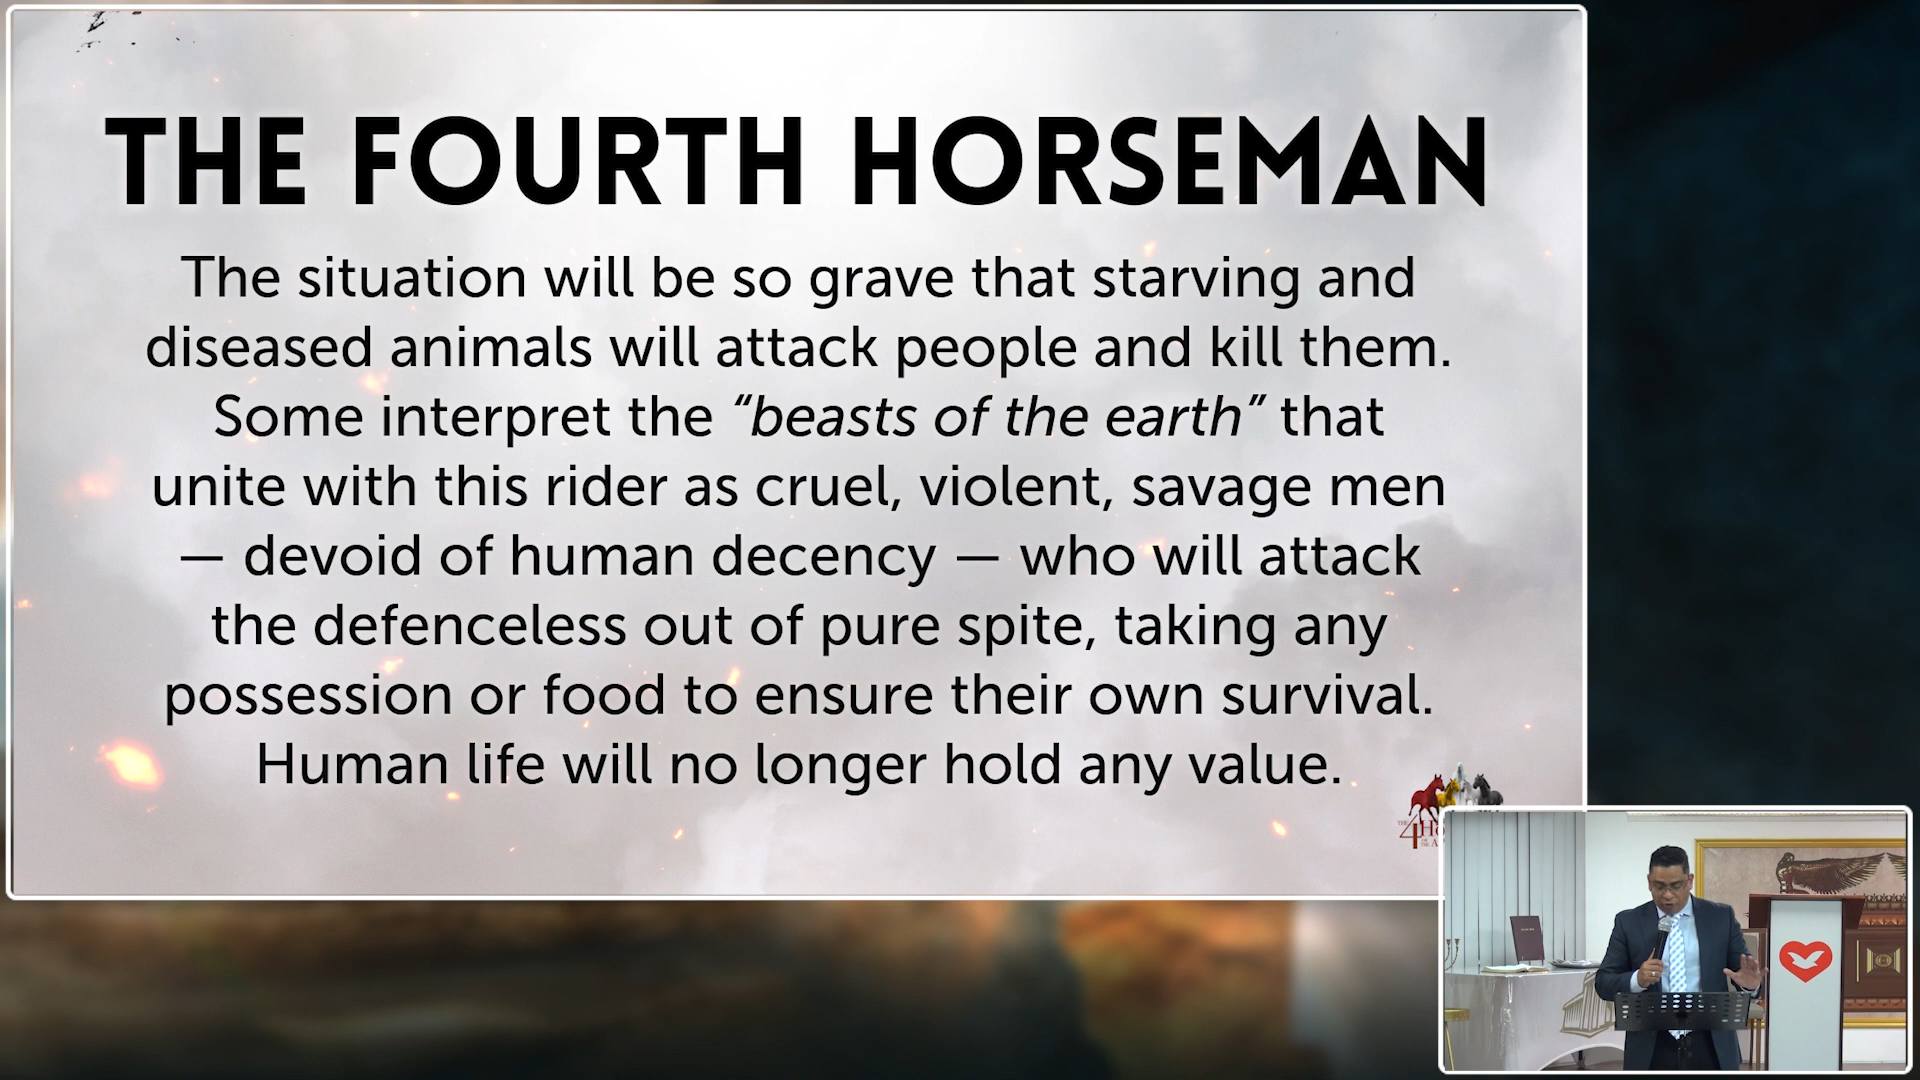 THE FOURTH HORSEMAN
The situation will be so grave that starving and
diseased animals will attack people and kill them.
Some interpret the “beasts of the earth” that
unite with this rider as cruel, violent, savage men
— devoid of human decency — who will attack
the defenceless out of pure spite, taking any
possession or food to ensure their own survival.
Human life will no longer hold any value.
THE
4